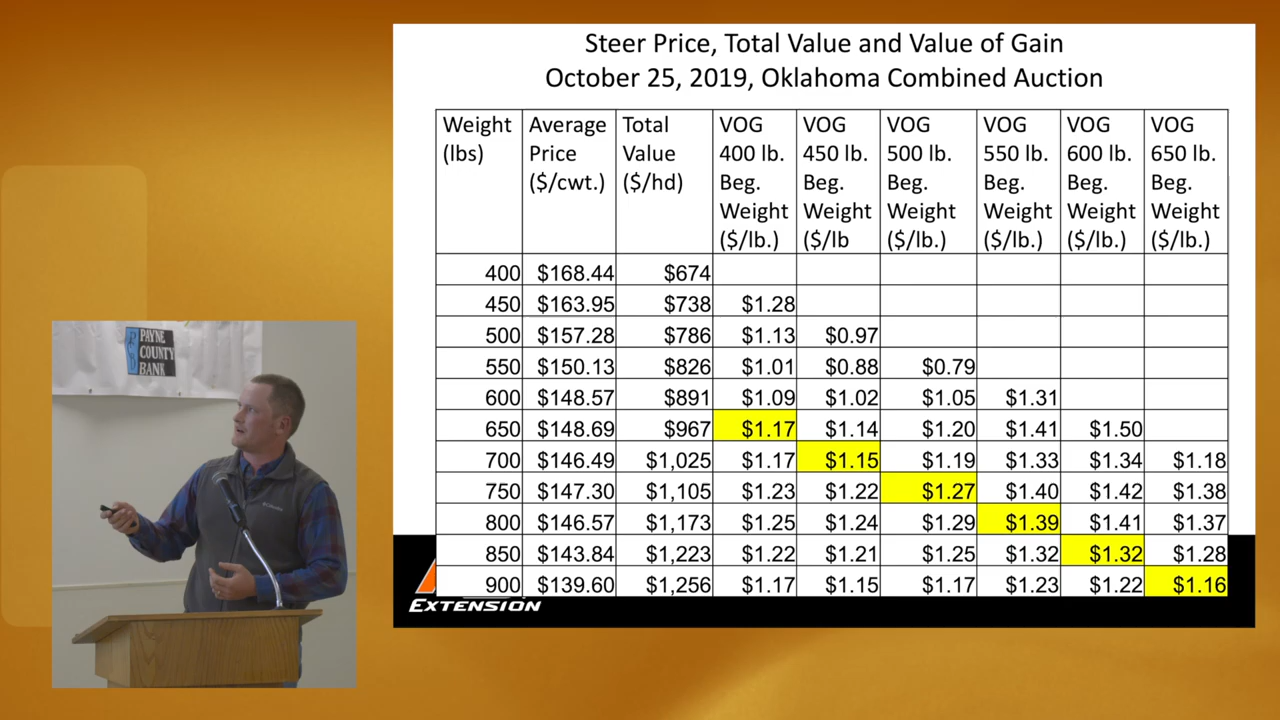 Steer Price, Total Value and Value of Gain
October 25, 2019, Oklahoma Combined Auction
Weight (lbs) Average Price ($/cwt.) Total Value ($/hd) VOG 400 lb. Beg. Weight ($/lb.) VOG 450 lb. Beg. Weight ($/lb VOG 500 lb. Beg. Weight ($/lb.) VOG 550 lb. Beg. Weight ($/lb.) VOG 600 lb. Beg. Weight ($/lb.) VOG 650 lb. Beg. Weight ($/lb.)
400 $168.44 $674
450 $163.95 $738 $1.28
500 $157.28 $786 $1.13 $0.97
550 $150.13 $826 $1.01 $0.88 $0.79
600 $148.57 $891 $1.09 $1.02 $1.05 $1.31
650 $148.69 $967 $1.17 $1.14 $1.20 $1.41 $1.50
700 $146.49 $1,025 $1.17 $1.15 $1.19 $1.33 $1.34 $1.18
750 $147.30 $1,105 $1.23 $1.22 $1.27 $1.40 $1.42 $1.38
800 $146.57 $1,173 $1.25 $1.24 $1.29 $1.39 $1.41 $1.37
850 $143.84 $1,223 $1.22 $1.21 $1.25 $1.32 $1.32 $1.28
900 $139.60 $1,256 $1.17 $1.15 $1.17 $1.23 $1.22 $1.16
EXTENSION
PAYNE
COUNTY
BANK